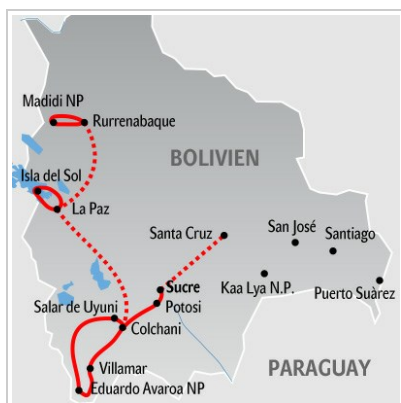 Madidi NP
Rurrenabaque
BOLIVIEN
Isla del Sol
La Paz
Santa Cruz
San José
Santiago
Kaa Lya N.P.
Puerto Suàrez
Sucre
Salar de Uyuni
Potosi
Colchani
Villamar
PARAGUAY
Eduardo Avaroa NP